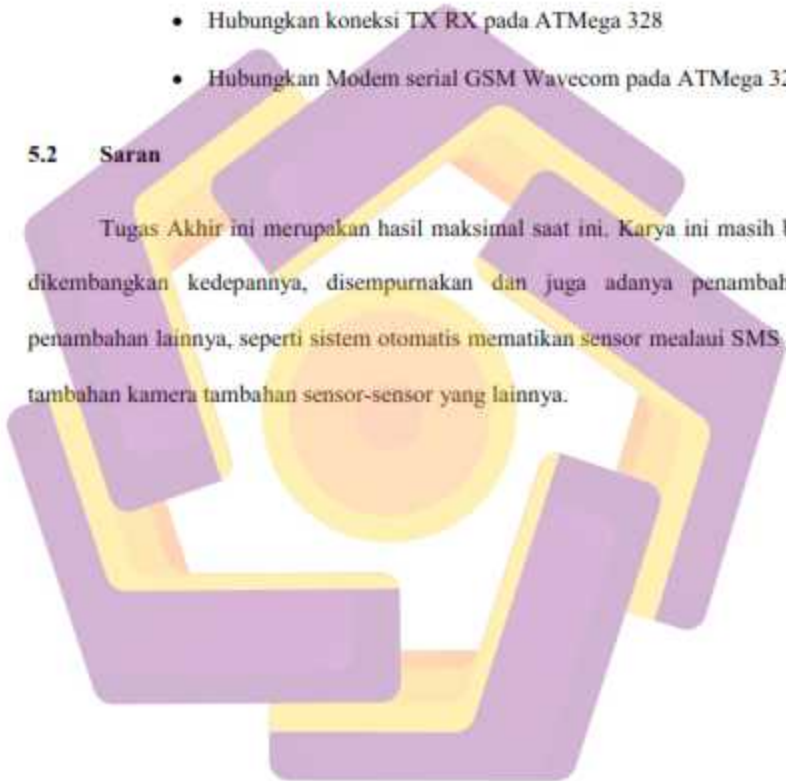 • Hubungkan koneksi TX RX pada ATMega 328
• Hubungkan Modem serial GSM Wavecom pada ATMega 32
5.2 Saran
Tugas Akhir ini merupakan hasil maksimal saat ini. Karya ini masih
dikembangkan kedepannya, disempurnakan dan juga adanya penambah
penambahan lainnya, seperti sistem otomatis mematikan sensor mealaui SMS
tambahan kamera tambahan sensor-sensor yang lainnya.